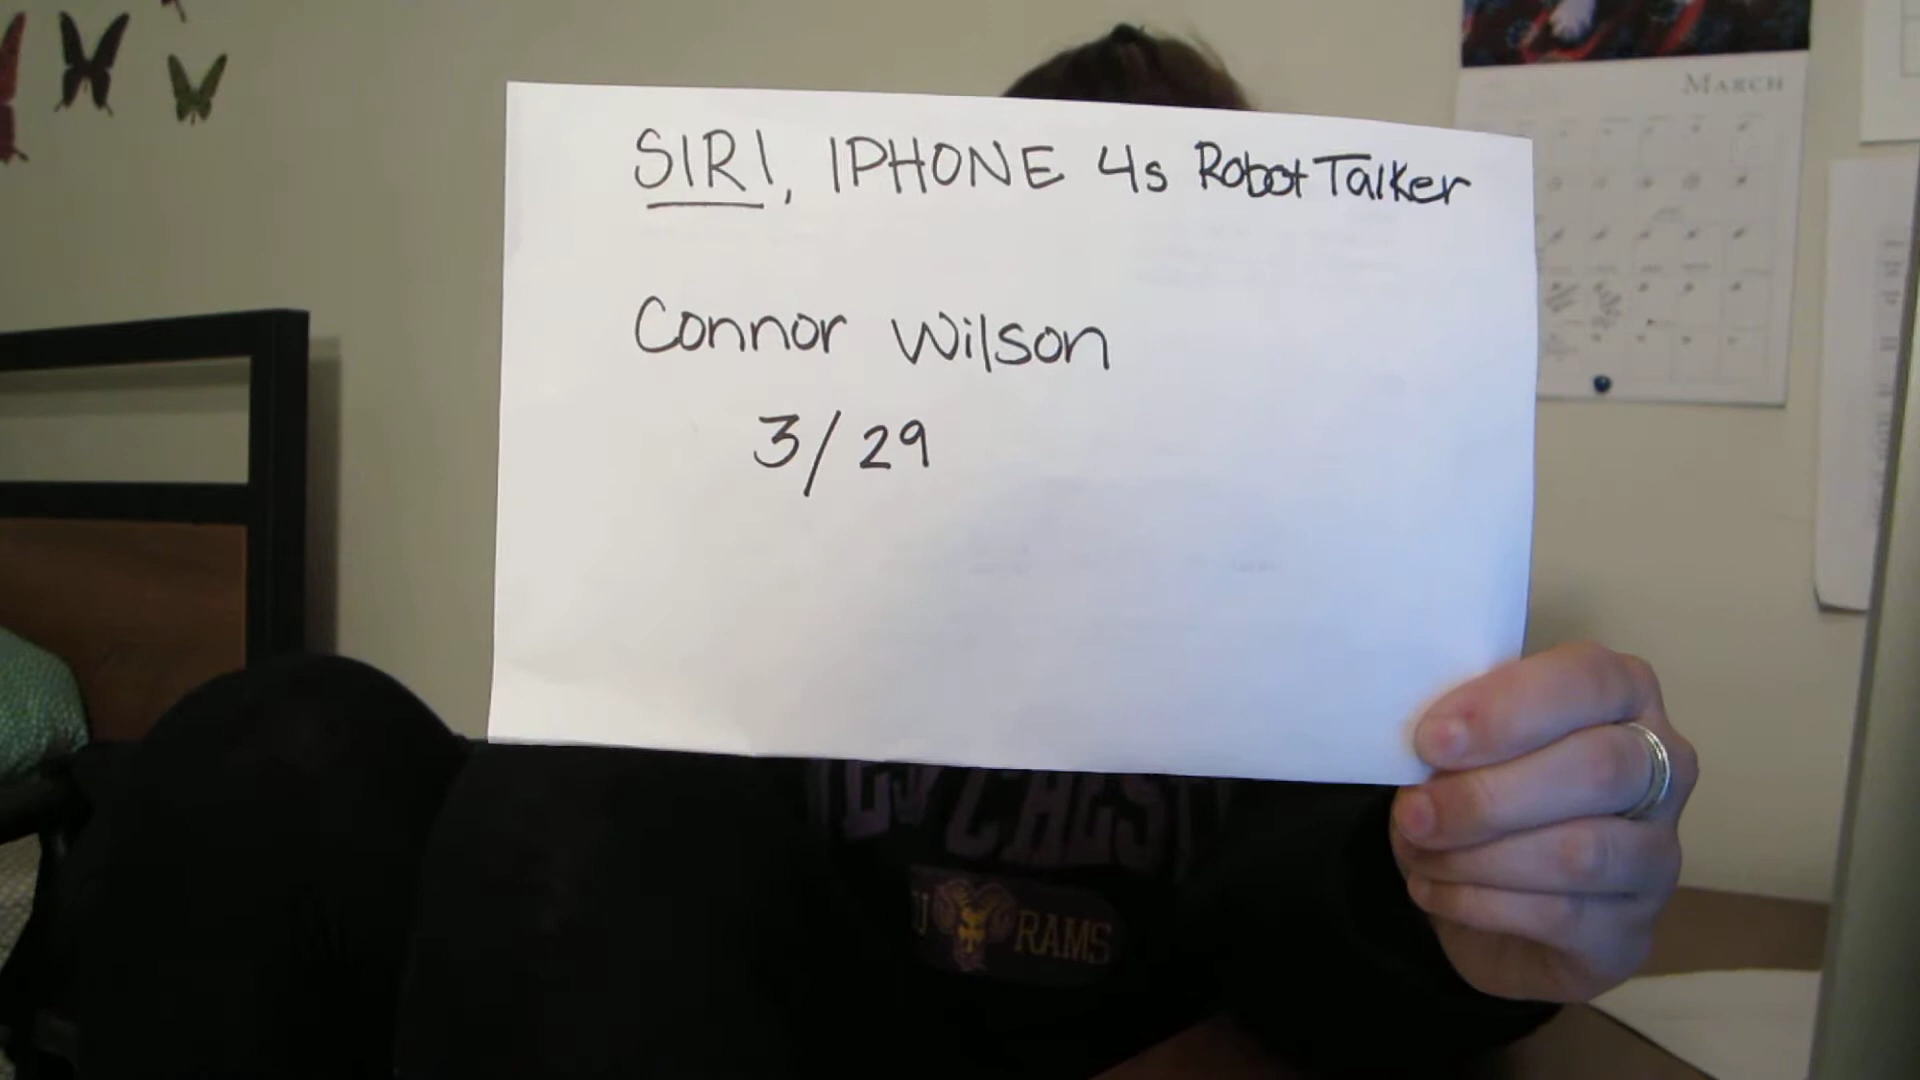 MARCH
SIRI, IPHONE 4s Robot Talker
Connor Wilson
3/29
RAMS